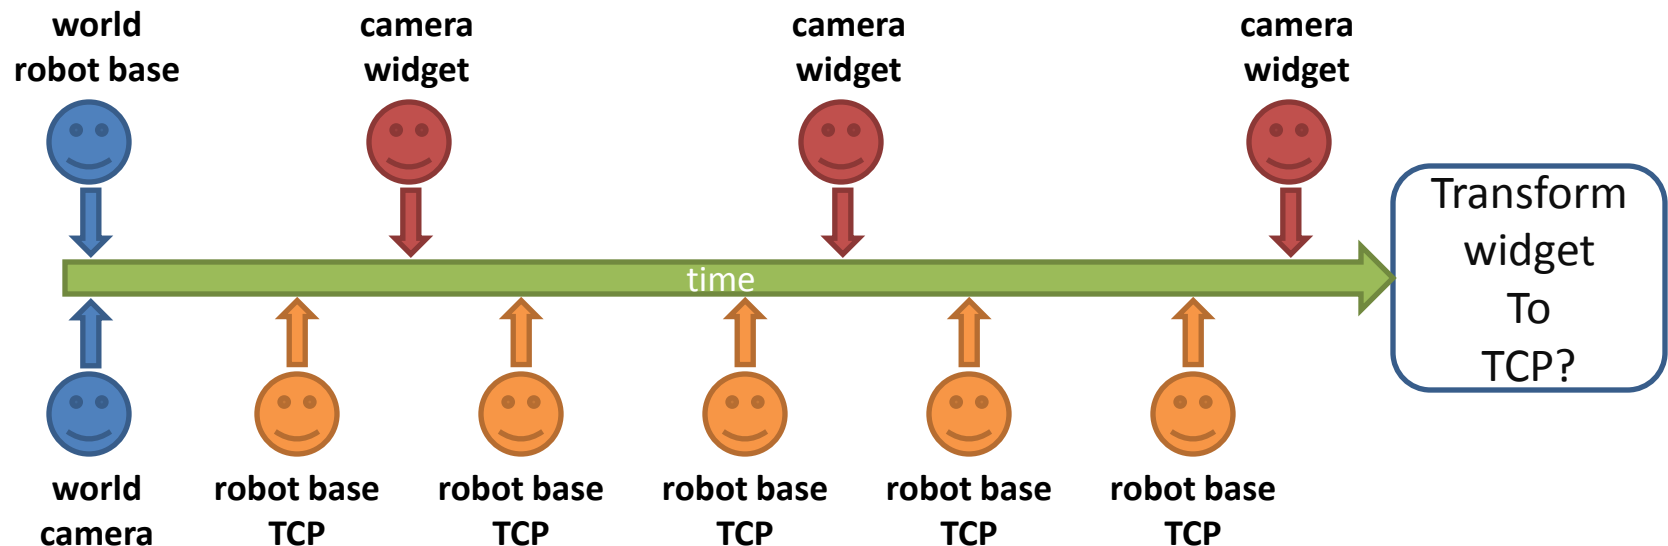 world
robot base
camera
widget
camera
widget
camera
widget
time
Transform
widget
To
TCP?
world
camera
robot base
TCP
robot base
TCP
robot base
TCP
robot base
TCP
robot base
TCP